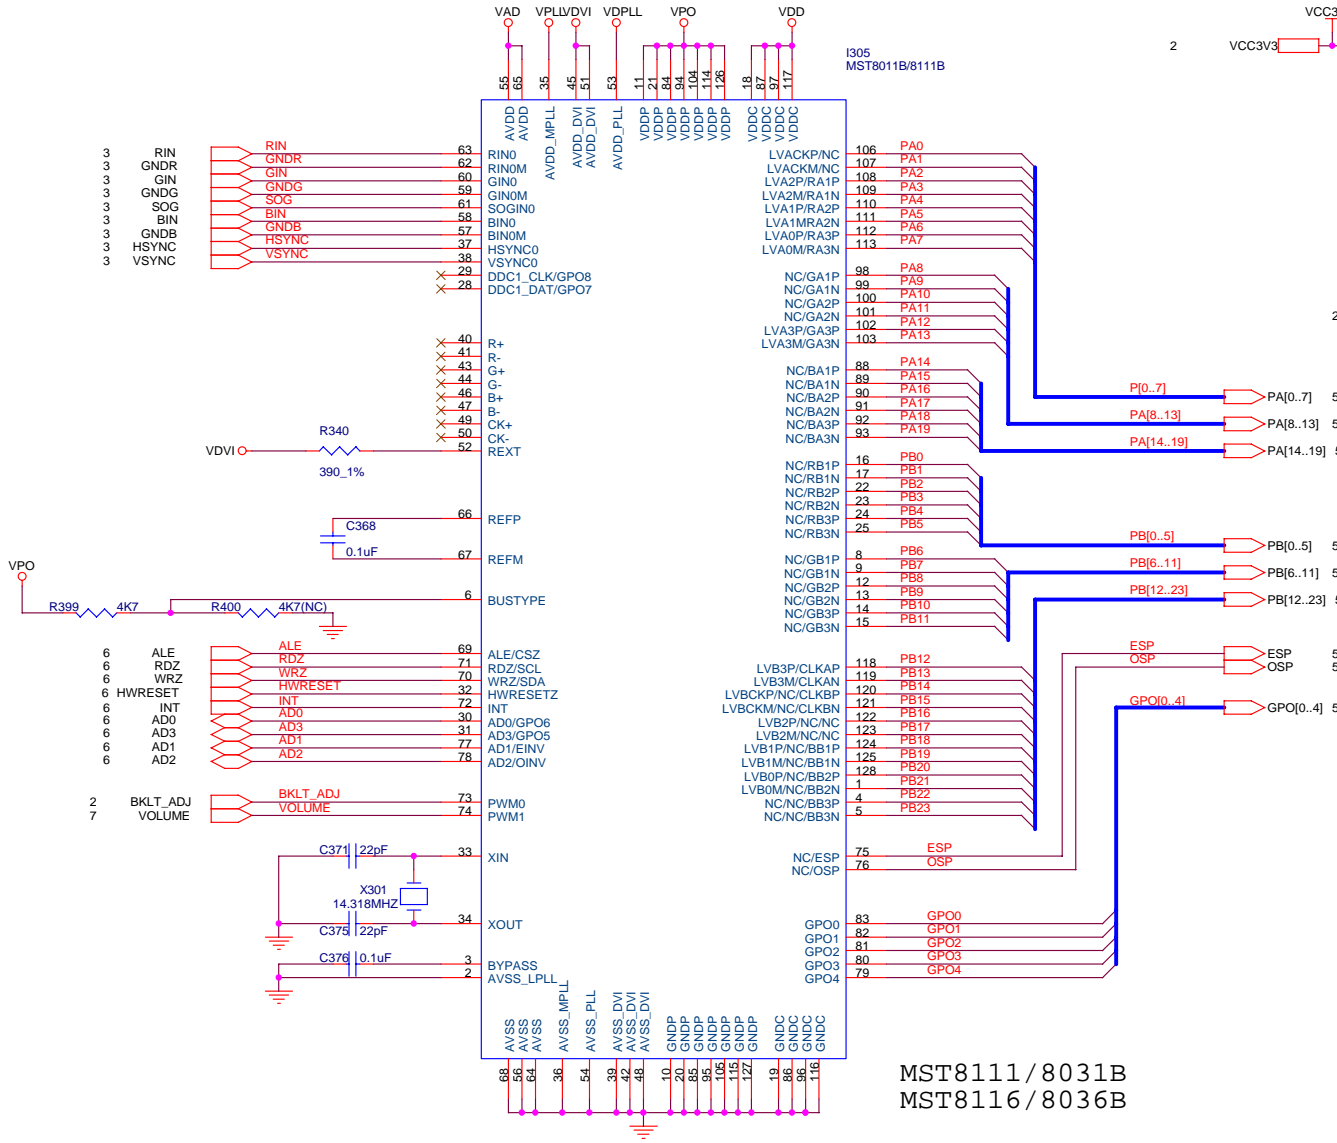 VAD VPLL VDVI VDPLL VPO VDD VCC3
2 VCC3V3
I305
MST8011B/8111B
55 65 35 45 51 53 11 21 84 94 104 114 126 18 87 97 117
AVDD AVDD AVDD_MPLL AVDD_DVI AVDD_DVI AVDD_PLL VDDP VDDP VDDP VDDP VDDP VDDP VDDP VDDC VDDC VDDC VDDC
3 RIN RIN 63 RIN0
3 GNDR GNDR 62 RIN0M
3 GIN GIN 60 GIN0
3 GNDG GNDG 59 GIN0M
3 SOG SOG 61 SOGIN0
3 BIN BIN 58 BIN0
3 GNDB GNDB 57 BIN0M
3 HSYNC HSYNC 37 HSYNC0
3 VSYNC VSYNC 38 VSYNC0
29 DDC1_CLK/GPO8
28 DDC1_DAT/GPO7
40 R+
41 R-
43 G+
44 G-
46 B+
47 B-
49 CK+
50 CK-
VDVI R340 390_1% 52 REXT
66 REFP
C368
0.1uF
67 REFM
VPO
R399 4K7 R400 4K7(NC)
6 BUSTYPE
6 ALE ALE 69 ALE/CSZ
6 RDZ RDZ 71 RDZ/SCL
6 WRZ WRZ 70 WRZ/SDA
6 HWRESET HWRESET 32 HWRESETZ
6 INT INT 72 INT
6 AD0 AD0 30 AD0/GPO6
6 AD3 AD3 31 AD3/GPO5
6 AD1 AD1 77 AD1/EINV
6 AD2 AD2 78 AD2/OINV
2 BKLT_ADJ BKLT_ADJ 73 PWM0
7 VOLUME VOLUME 74 PWM1
C371 22pF 33 XIN
X301
14.318MHZ
34 XOUT
C375 22pF
C376 0.1uF 3 BYPASS
2 AVSS_LPLL
LVACKP/NC 106 PA0
LVACKM/NC 107 PA1
LVA2P/RA1P 108 PA2
LVA2M/RA1N 109 PA3
LVA1P/RA2P 110 PA4
LVA1MRA2N 111 PA5
LVA0P/RA3P 112 PA6
LVA0M/RA3N 113 PA7
NC/GA1P 98 PA8
NC/GA1N 99 PA9
NC/GA2P 100 PA10
NC/GA2N 101 PA11
LVA3P/GA3P 102 PA12
LVA3M/GA3N 103 PA13
2
NC/BA1P 88 PA14
NC/BA1N 89 PA15
NC/BA2P 90 PA16
NC/BA2N 91 PA17
NC/BA3P 92 PA18
NC/BA3N 93 PA19
P[0..7] PA[0..7] 5
PA[8..13] PA[8..13] 5
PA[14..19] PA[14..19] 5
NC/RB1P 16 PB0
NC/RB1N 17 PB1
NC/RB2P 22 PB2
NC/RB2N 23 PB3
NC/RB3P 24 PB4
NC/RB3N 25 PB5
PB[0..5] PB[0..5] 5
NC/GB1P 8 PB6
NC/GB1N 9 PB7
NC/GB2P 12 PB8
NC/GB2N 13 PB9
NC/GB3P 14 PB10
NC/GB3N 15 PB11
PB[6..11] PB[6..11] 5
PB[12..23] PB[12..23] 5
LVB3P/CLKAP 118 PB12
LVB3M/CLKAN 119 PB13
LVBCKP/NC/CLKBP 120 PB14
LVBCKM/NC/CLKBN 121 PB15
LVB2P/NC/NC 122 PB16
LVB2M/NC/NC 123 PB17
LVB1P/NC/BB1P 124 PB18
LVB1M/NC/BB1N 125 PB19
LVB0P/NC/BB2P 128 PB20
LVB0M/NC/BB2N 1 PB21
NC/NC/BB3P 4 PB22
NC/NC/BB3N 5 PB23
ESP ESP 5
OSP OSP 5
GPO[0..4] GPO[0..4] 5
NC/ESP 75 ESP
NC/OSP 76 OSP
GPO0 83 GPO0
GPO1 82 GPO1
GPO2 81 GPO2
GPO3 80 GPO3
GPO4 79 GPO4
AVSS AVSS AVSS AVSS_MPLL AVSS_PLL AVSS_DVI AVSS_DVI AVSS_DVI GNDP GNDP GNDP GNDP GNDP GNDP GNDP GNDC GNDC GNDC GNDC
68 56 64 36 54 39 42 48 10 20 85 95 105 115 127 19 86 96 116
MST8111/8031B
MST8116/8036B